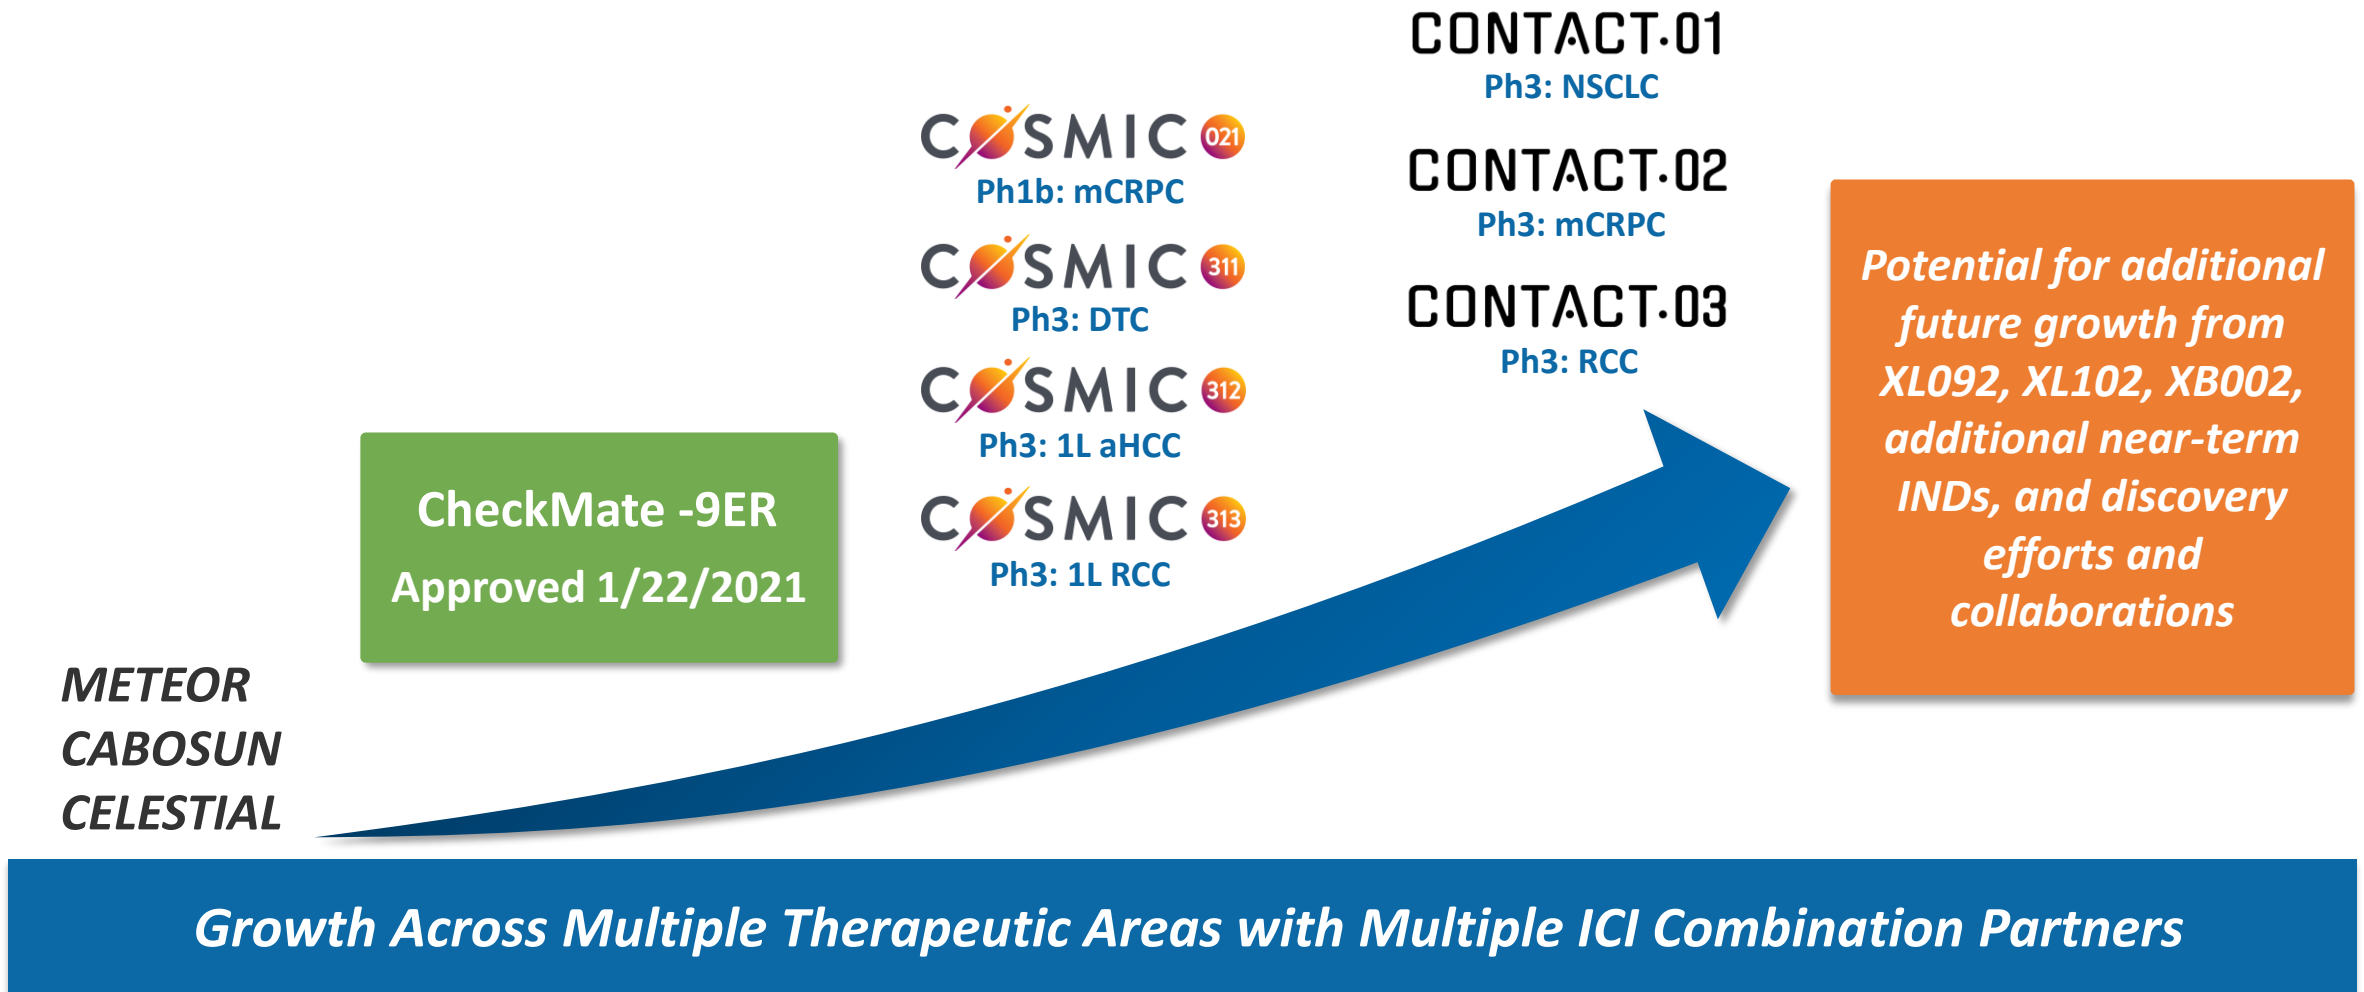 METEOR
CABOSUN
CELESTIAL
CheckMate -9ER
Approved 1/22/2021
COSMIC 021
Ph1b: mCRPC
COSMIC 311
Ph3: DTC
COSMIC 312
Ph3: 1L aHCC
COSMIC 313
Ph3: 1L RCC
CONTACT·01
Ph3: NSCLC
CONTACT·02
Ph3: mCRPC
CONTACT·03
Ph3: RCC
Potential for additional
future growth from
XL092, XL102, XB002,
additional near-term
INDs, and discovery
efforts and
collaborations
Growth Across Multiple Therapeutic Areas with Multiple ICI Combination Partners